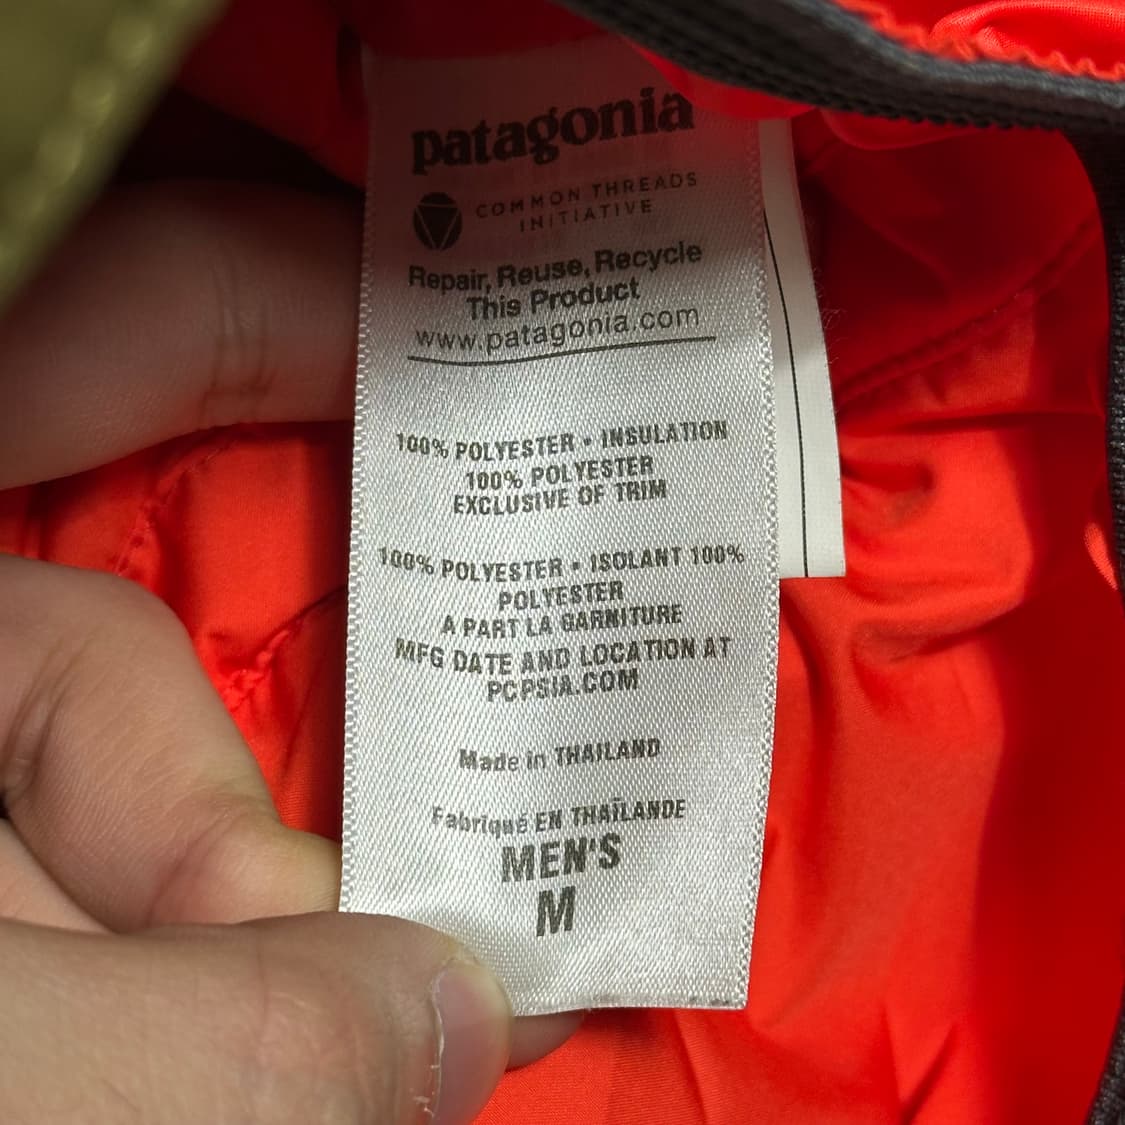 patagonia
COMMON THREADS
INITIATIVE
Repair, Reuse, Recycle
This Product
www.patagonia.com
100% POLYESTER • INSULATION
100% POLYESTER
EXCLUSIVE OF TRIM
100% POLYESTER • ISOLANT 100%
POLYESTER
A PART LA GARNITURE
MFG DATE AND LOCATION AT
PCPSIA.COM
Made in THAILAND
Fabriqué EN THAÏLANDE
MEN'S
M